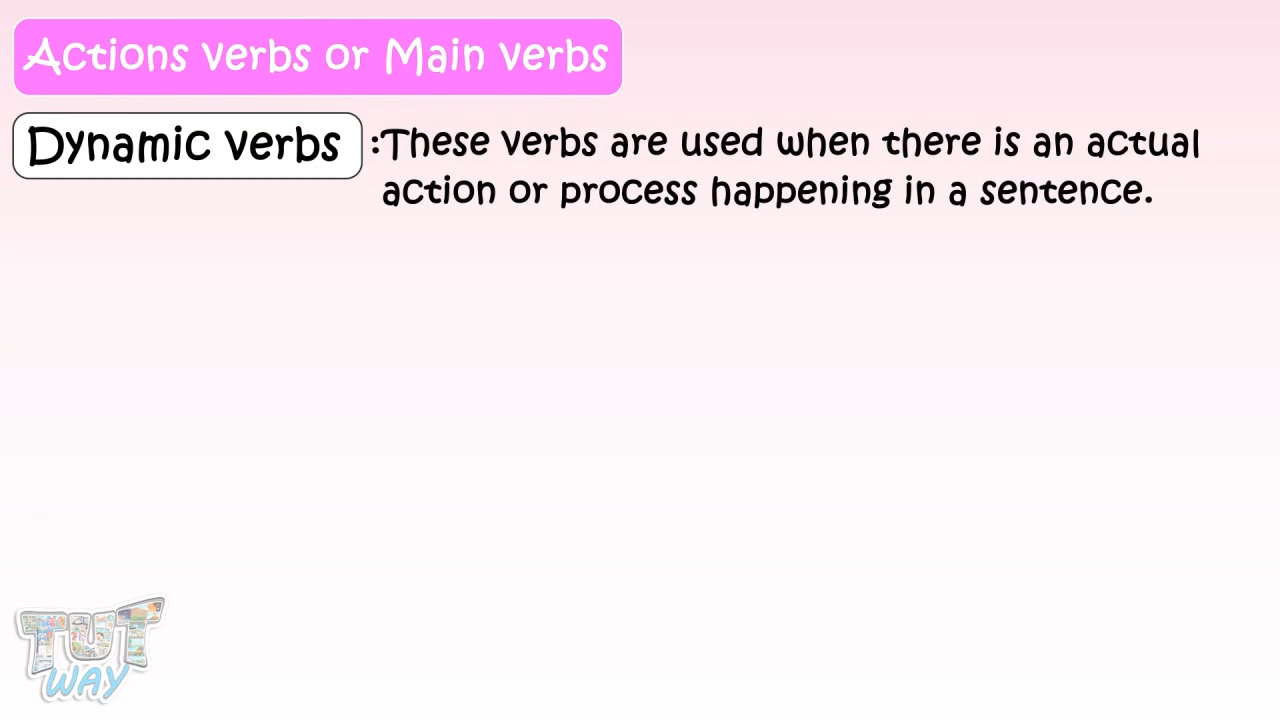 Actions verbs or Main verbs
Dynamic verbs :These verbs are used when there is an actual
action or process happening in a sentence.
TUT
WAY